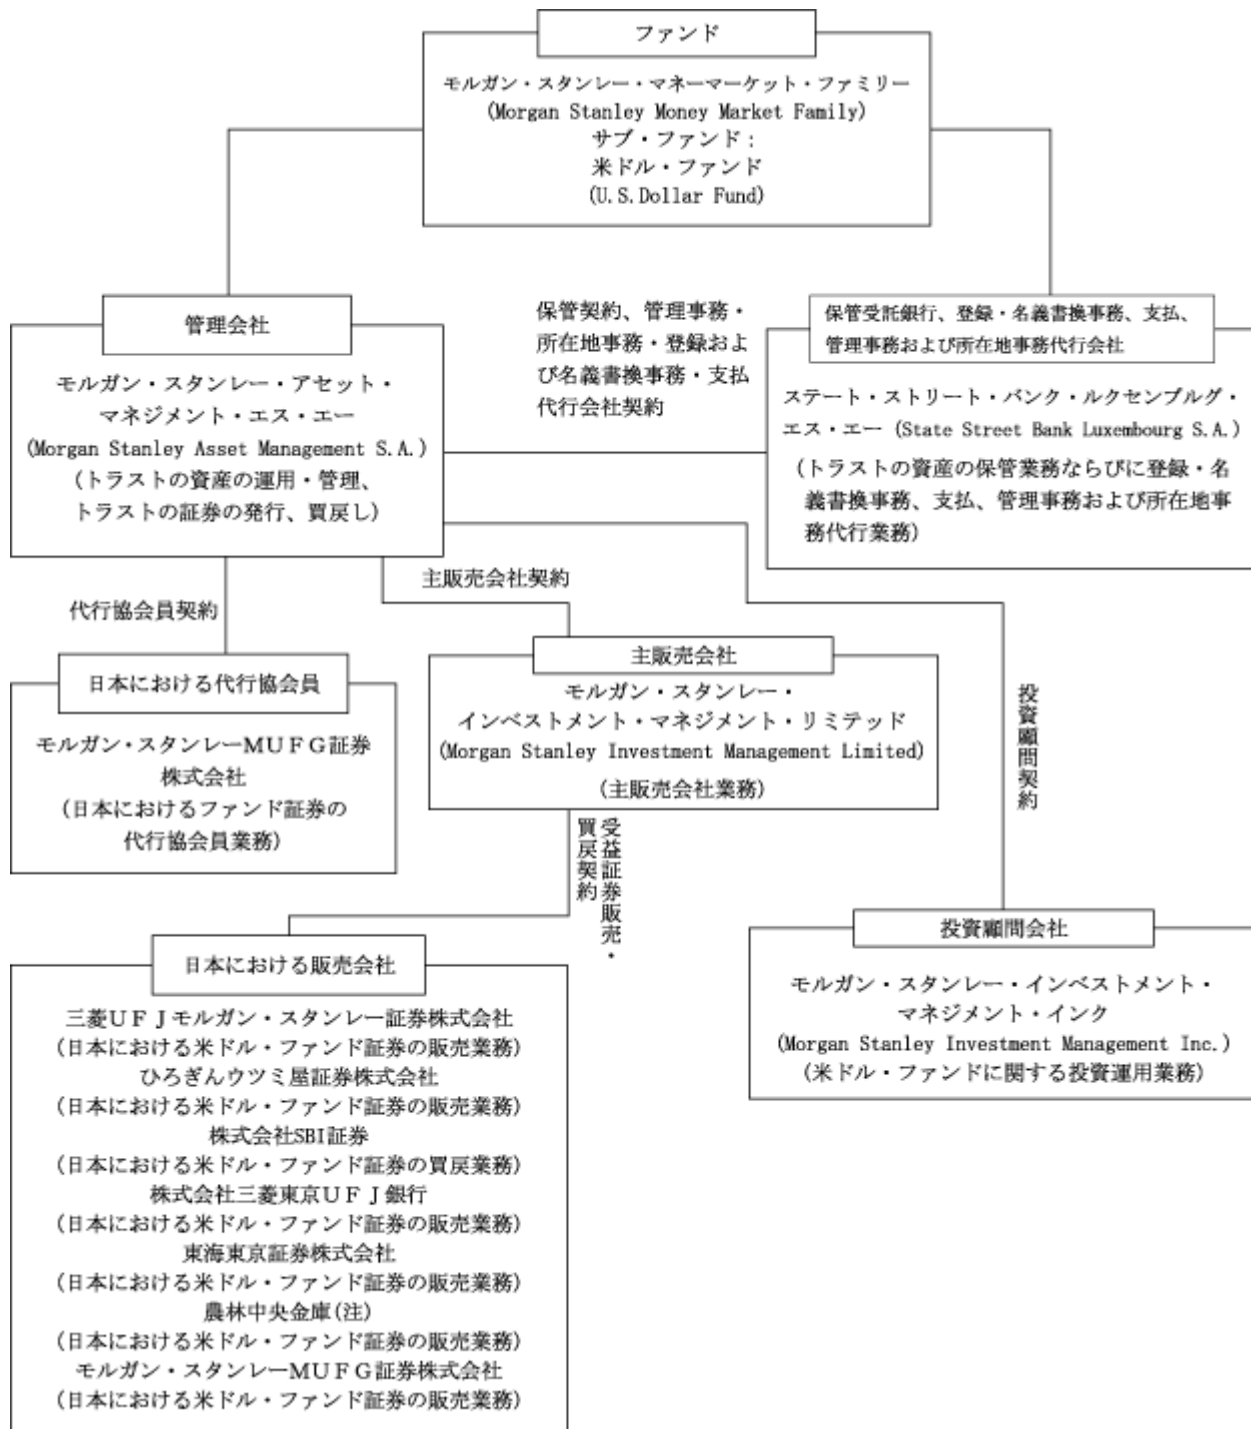 ファンド
モルガン・スタンレー・マネーマーケット・ファミリー
(Morgan Stanley Money Market Family)
サブ・ファンド：
米ドル・ファンド
(U.S.Dollar Fund)
管理会社
モルガン・スタンレー・アセット・
マネジメント・エス・エー
(Morgan Stanley Asset Management S.A.)
(トラストの資産の運用・管理、
トラストの証券の発行、買戻し)
保管契約、管理事務・
所在地事務・登録およ
び名義書換事務・支払
代行会社契約
保管受託銀行、登録・名義書換事務、支払、
管理事務および所在地事務代行会社
ステート・ストリート・バンク・ルクセンブルグ・
エス・エー (State Street Bank Luxembourg S.A.)
(トラストの資産の保管業務ならびに登録・名
義書換事務、支払、管理事務および所在地事
務代行業務)
代行協会員契約
主販売会社契約
日本における代行協会員
モルガン・スタンレーＭＵＦＧ証券
株式会社
(日本におけるファンド証券の
代行協会員業務)
主販売会社
モルガン・スタンレー・
インベストメント・マネジメント・リミテッド
(Morgan Stanley Investment Management Limited)
(主販売会社業務)
投資顧問契約
受益証券販売・
買戻契約
日本における販売会社
三菱ＵＦＪモルガン・スタンレー証券株式会社
(日本における米ドル・ファンド証券の販売業務)
ひろぎんウツミ屋証券株式会社
(日本における米ドル・ファンド証券の販売業務)
株式会社SBI証券
(日本における米ドル・ファンド証券の買戻業務)
株式会社三菱東京ＵＦＪ銀行
(日本における米ドル・ファンド証券の販売業務)
東海東京証券株式会社
(日本における米ドル・ファンド証券の販売業務)
農林中央金庫(注)
(日本における米ドル・ファンド証券の販売業務)
モルガン・スタンレーＭＵＦＧ証券株式会社
(日本における米ドル・ファンド証券の販売業務)
投資顧問会社
モルガン・スタンレー・インベストメント・
マネジメント・インク
(Morgan Stanley Investment Management Inc.)
(米ドル・ファンドに関する投資運用業務)